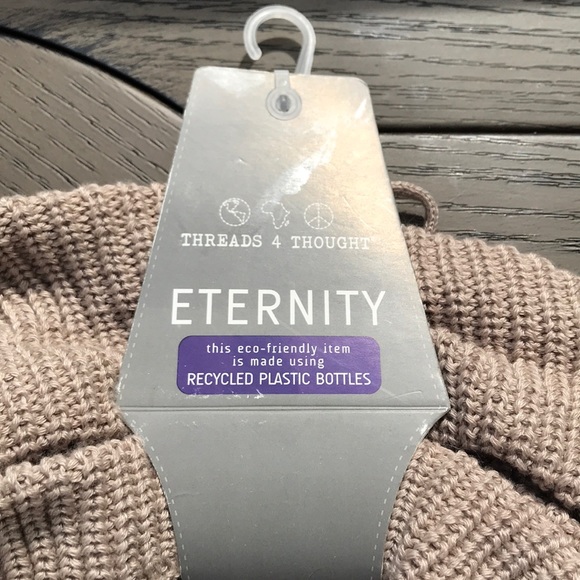 THREADS 4 THOUGHT
ETERNITY
this eco-friendly item
is made using
RECYCLED PLASTIC BOTTLES